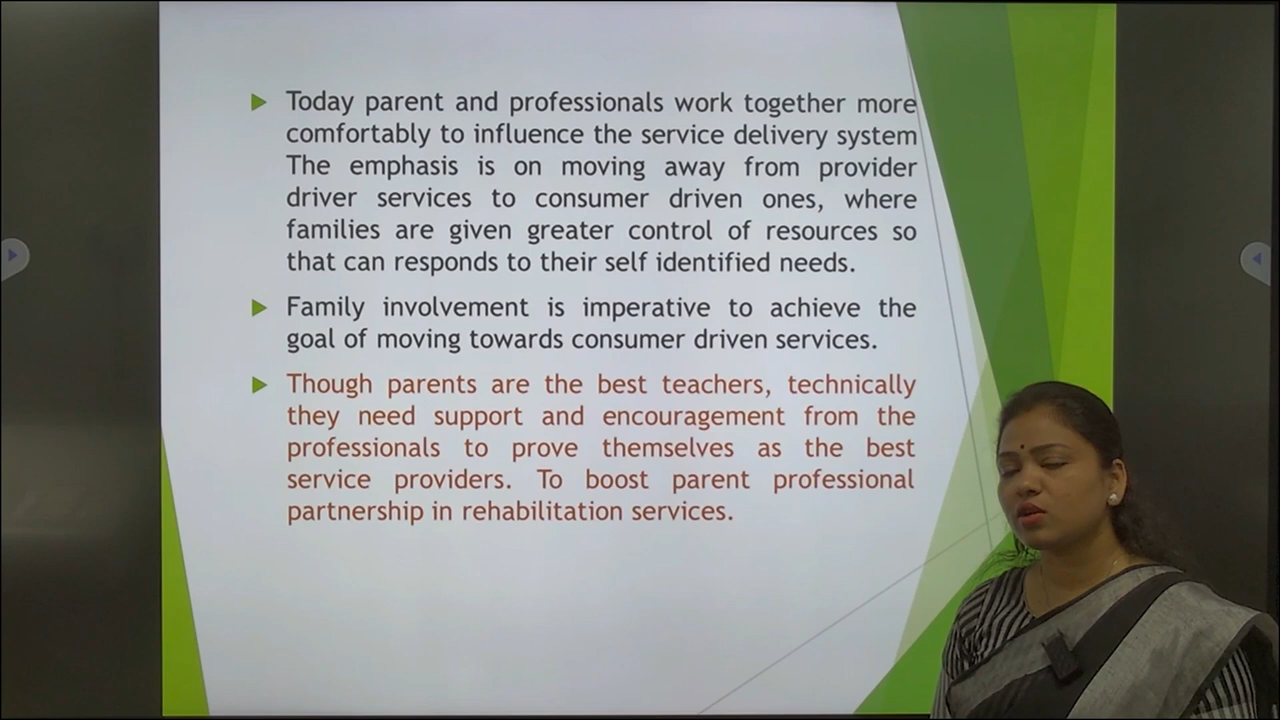 Today parent and professionals work together more
comfortably to influence the service delivery system
The emphasis is on moving away from provider
driver services to consumer driven ones, where
families are given greater control of resources so
that can responds to their self identified needs.
Family involvement is imperative to achieve the
goal of moving towards consumer driven services.
Though parents are the best teachers, technically
they need support and encouragement from the
professionals to prove themselves as the best
service providers. To boost parent professional
partnership in rehabilitation services.